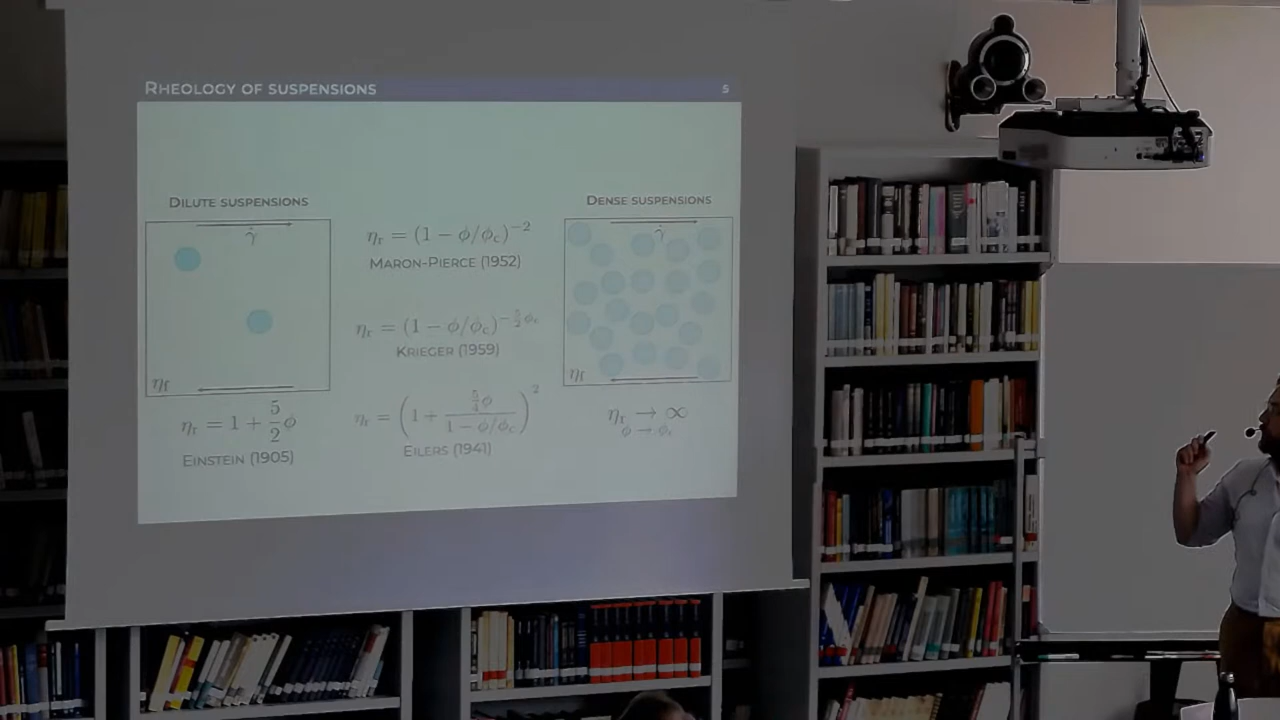 RHEOLOGY OF SUSPENSIONS 5
DILUTE SUSPENSIONS
γ̇
ηf
ηr = 1 + 5/2 ϕ
EINSTEIN (1905)
ηr = (1 − ϕ/ϕc)^−2
MARON-PIERCE (1952)
ηr = (1 − ϕ/ϕc)^−5/2 ϕc
KRIEGER (1959)
ηr = (1 + 5/4 ϕ / 1 − ϕ/ϕc)^2
EILERS (1941)
DENSE SUSPENSIONS
γ̇
ηf
ηr → ∞
ϕ → ϕc